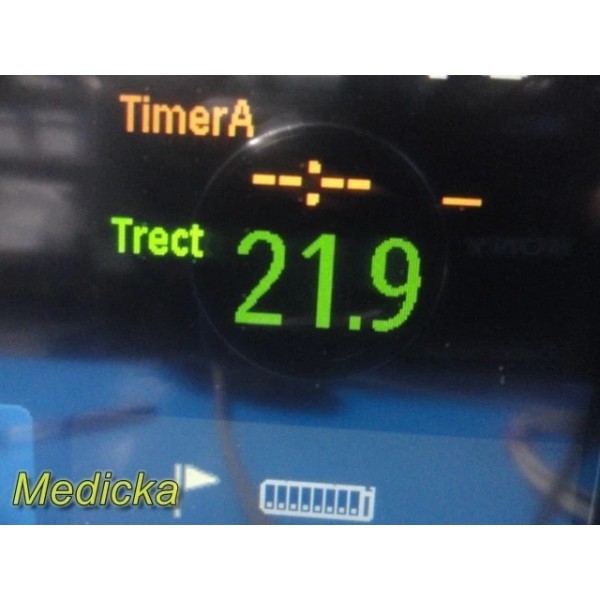 TimerA
--:-- –
Trect 21.9
Medicka